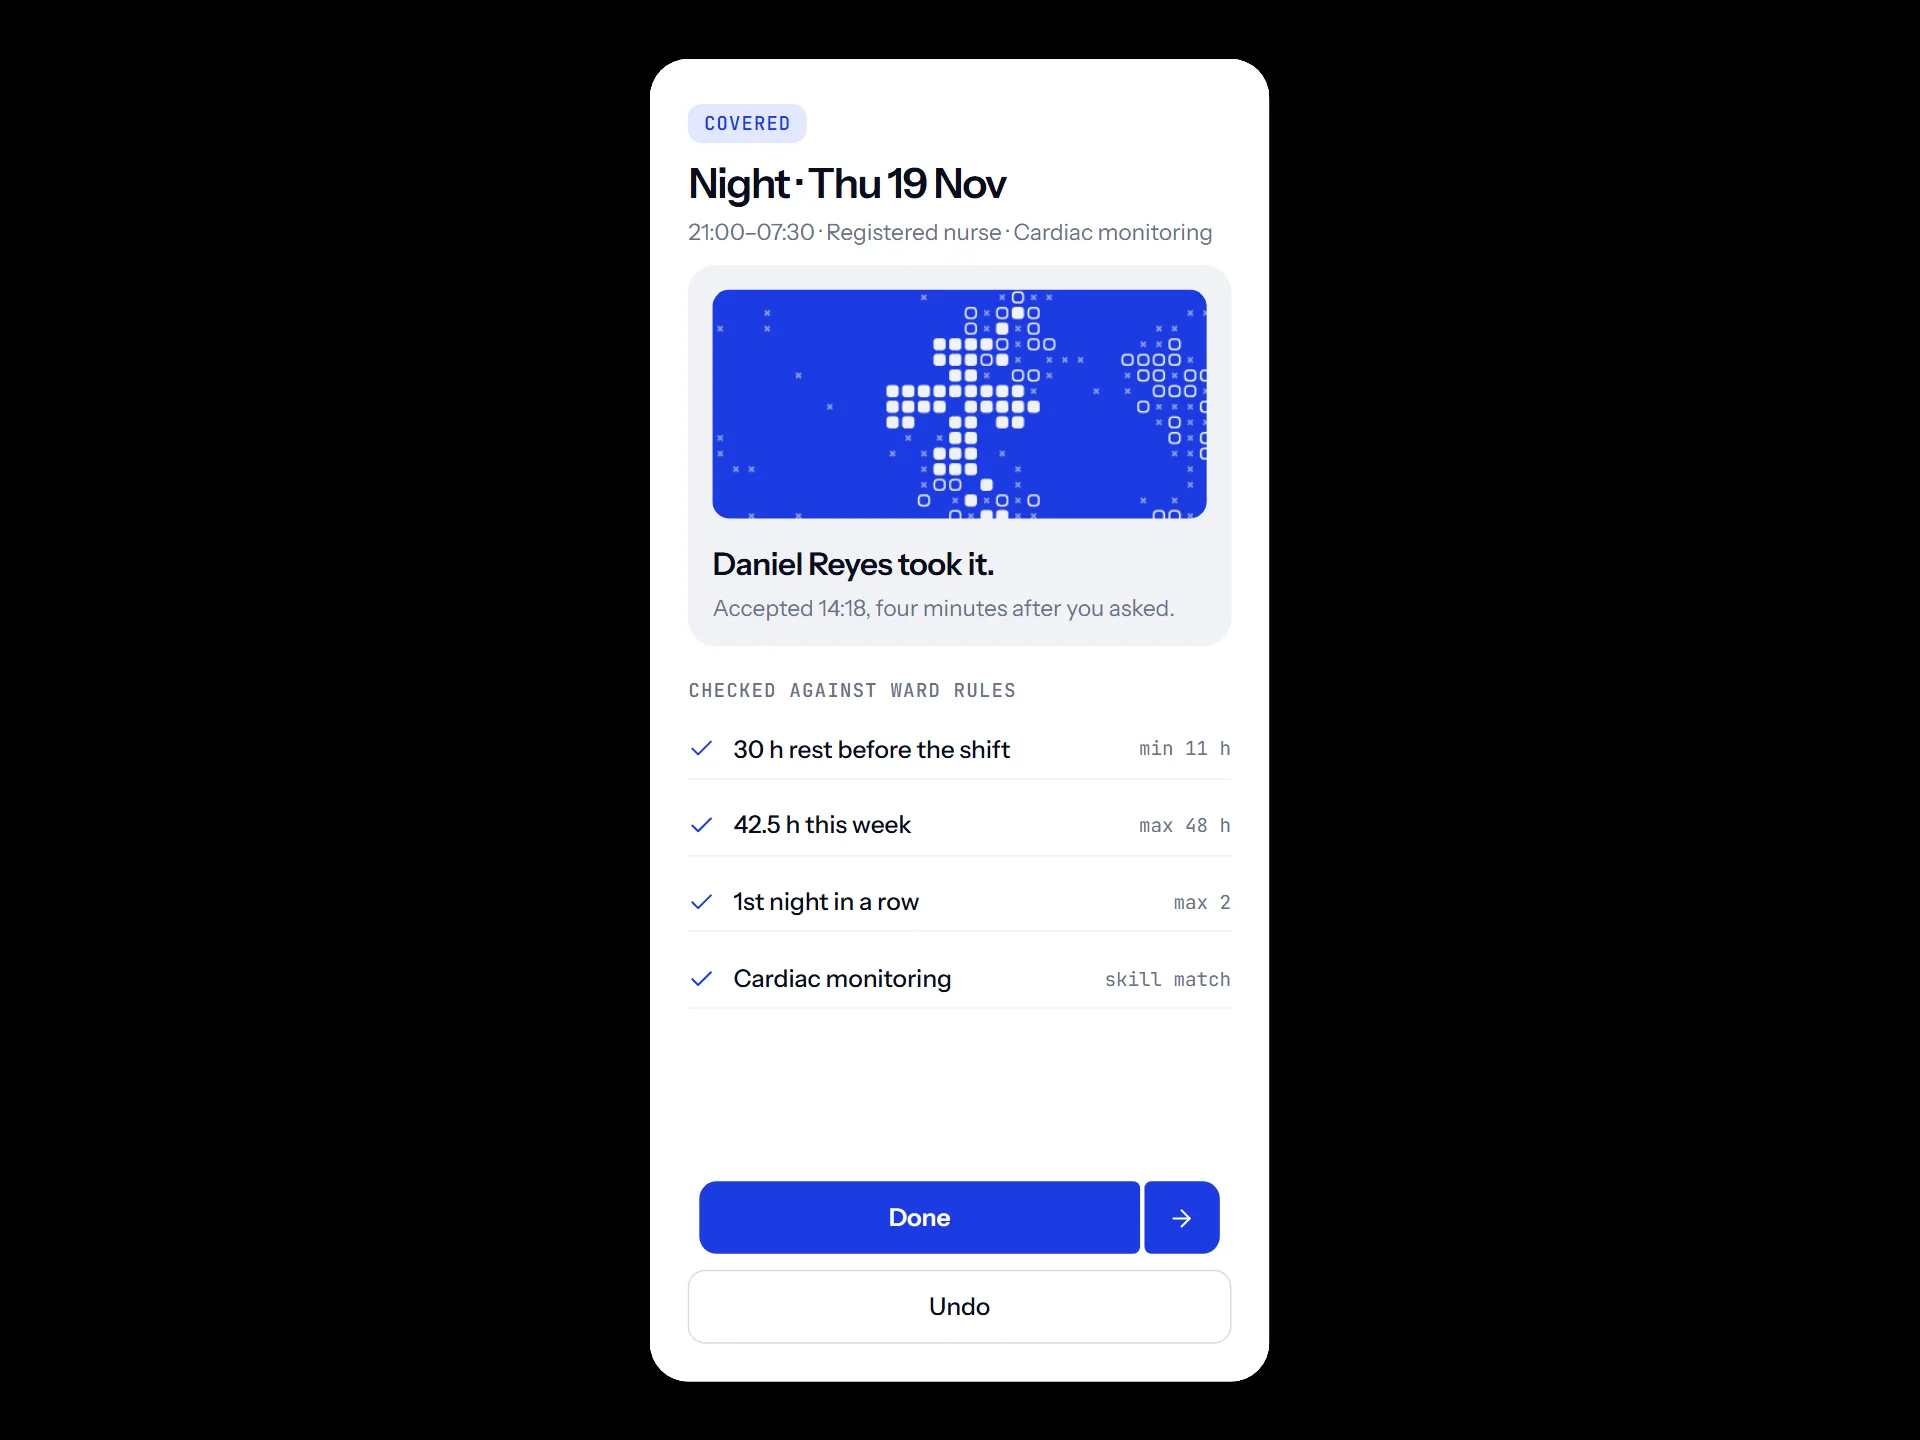 COVERED
Night · Thu 19 Nov
21:00–07:30 · Registered nurse · Cardiac monitoring
Daniel Reyes took it.
Accepted 14:18, four minutes after you asked.
CHECKED AGAINST WARD RULES
30 h rest before the shift min 11 h
42.5 h this week max 48 h
1st night in a row max 2
Cardiac monitoring skill match
Done
Undo